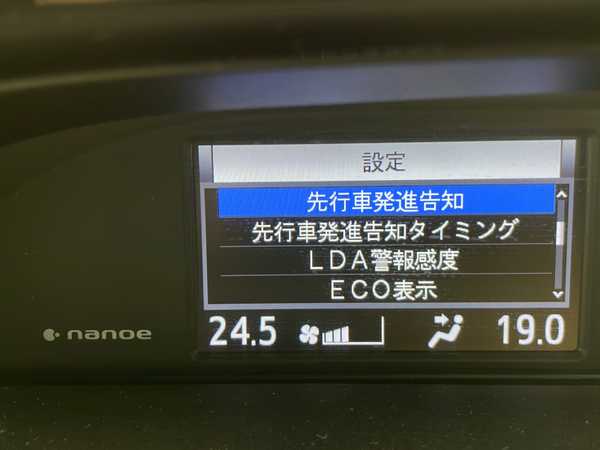 設定
先行車発進告知
先行車発進告知タイミング
LDA警報感度
ECO表示
nanoe
24.5 19.0